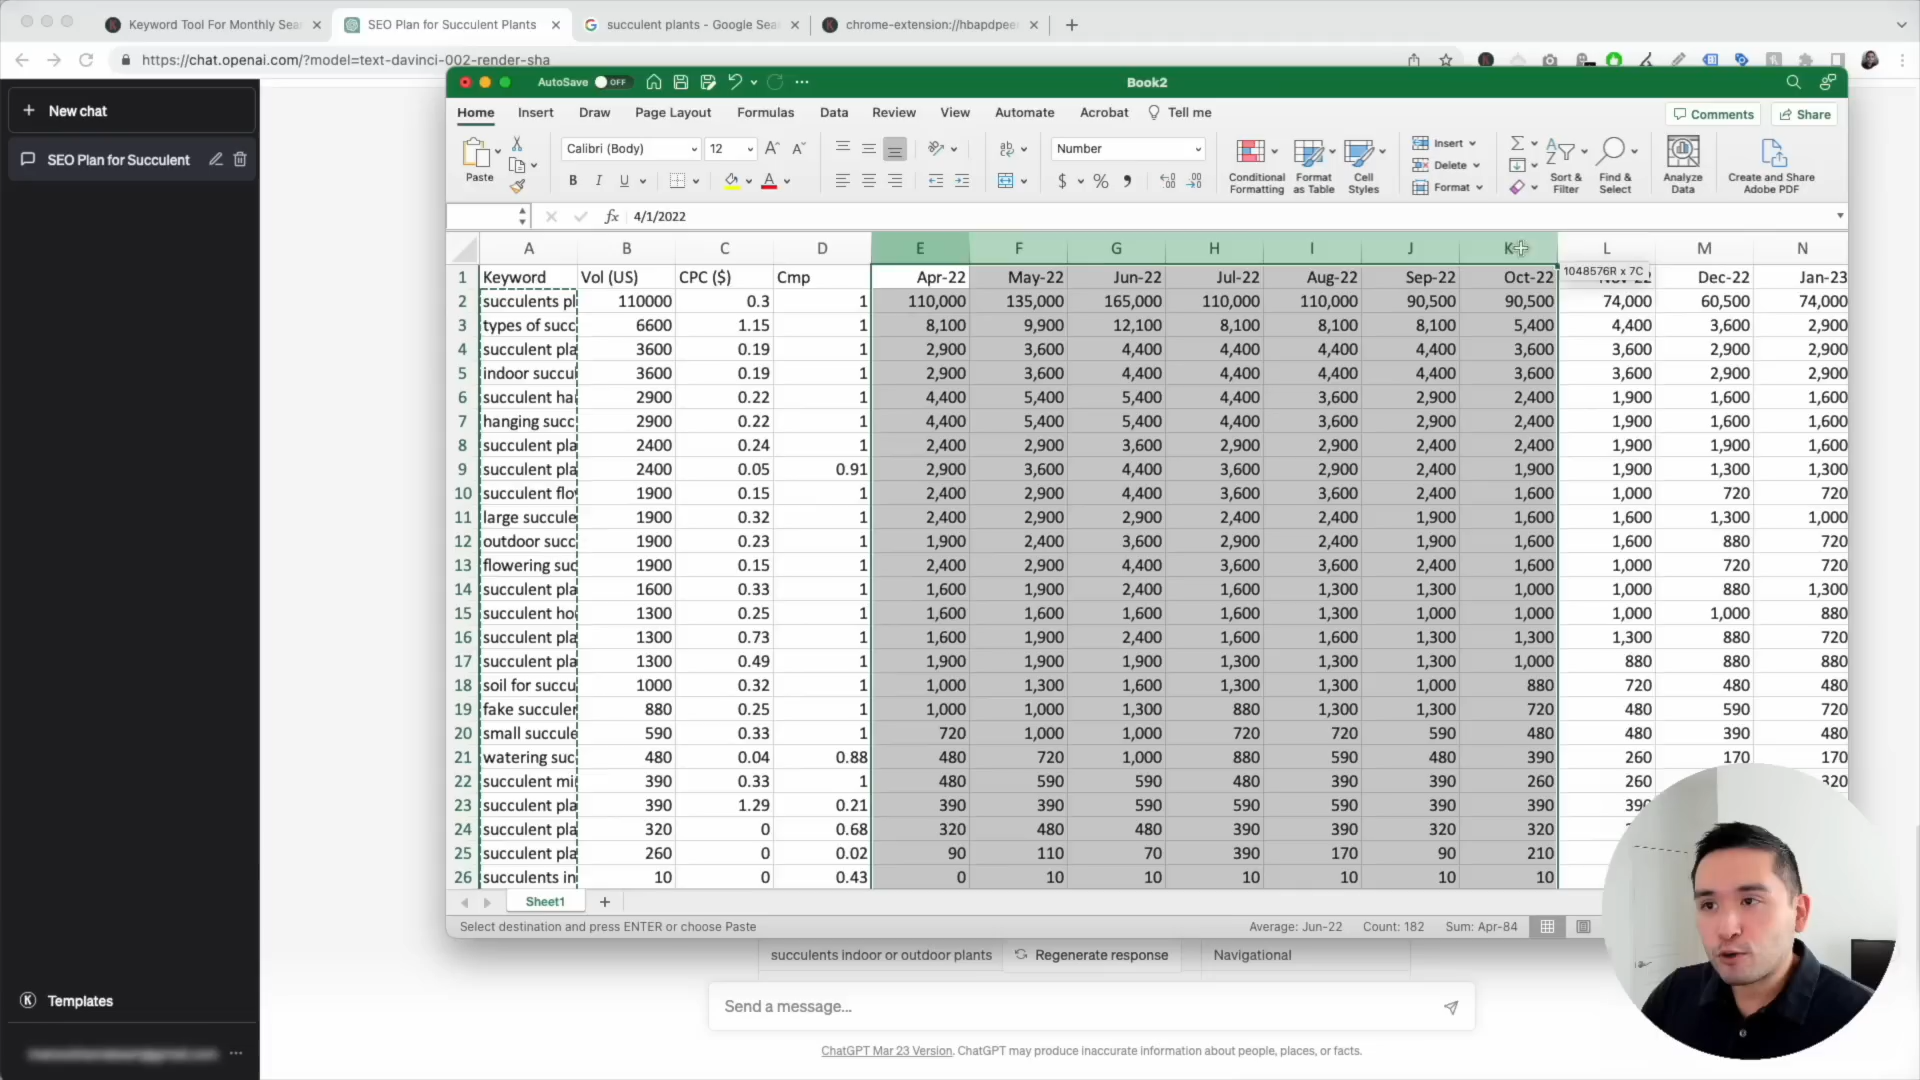 Keyword Tool For Monthly Sea
SEO Plan for Succulent Plants
succulent plants - Google Sea
chrome-extension://hbapdpee
https://chat.openai.com/?model=text-davinci-002-render-sha
AutoSave OFF
Book2
Home Insert Draw Page Layout Formulas Data Review View Automate Acrobat Tell me
Comments Share
Calibri (Body) 12
Number
Paste
Conditional Formatting
Format as Table
Cell Styles
Insert
Delete
Format
Sort & Filter
Find & Select
Analyze Data
Create and Share Adobe PDF
fx 4/1/2022
A B C D E F G H I J K L M N
1 Keyword Vol (US) CPC ($) Cmp Apr-22 May-22 Jun-22 Jul-22 Aug-22 Sep-22 Oct-22 Dec-22 Jan-23
1048576R x 7C
2 succulents pl 110000 0.3 1 110,000 135,000 165,000 110,000 110,000 90,500 90,500 74,000 60,500 74,000
3 types of succ 6600 1.15 1 8,100 9,900 12,100 8,100 8,100 8,100 5,400 4,400 3,600 2,900
4 succulent pla 3600 0.19 1 2,900 3,600 4,400 4,400 4,400 4,400 3,600 3,600 2,900 2,900
5 indoor succul 3600 0.19 1 2,900 3,600 4,400 4,400 4,400 4,400 3,600 3,600 2,900 2,900
6 succulent hai 2900 0.22 1 4,400 5,400 5,400 4,400 3,600 2,900 2,400 1,900 1,600 1,600
7 hanging succ 2900 0.22 1 4,400 5,400 5,400 4,400 3,600 2,900 2,400 1,900 1,600 1,600
8 succulent pla 2400 0.24 1 2,400 2,900 3,600 2,900 2,900 2,400 2,400 1,900 1,900 1,600
9 succulent pla 2400 0.05 0.91 2,900 3,600 4,400 3,600 2,900 2,400 1,900 1,900 1,300 1,300
10 succulent flo 1900 0.15 1 2,400 2,900 4,400 3,600 3,600 2,400 1,600 1,000 720 720
11 large succule 1900 0.32 1 2,400 2,900 2,900 2,400 2,400 1,900 1,600 1,600 1,300 1,000
12 outdoor succ 1900 0.23 1 1,900 2,400 3,600 2,900 2,400 1,900 1,600 1,600 880 720
13 flowering suc 1900 0.15 1 2,400 2,900 4,400 3,600 3,600 2,400 1,600 1,000 720 720
14 succulent pla 1600 0.33 1 1,600 1,900 2,400 1,600 1,300 1,300 1,000 1,000 880 1,300
15 succulent ho 1300 0.25 1 1,600 1,600 1,600 1,600 1,300 1,000 1,000 1,000 1,000 880
16 succulent pla 1300 0.73 1 1,600 1,900 2,400 1,600 1,600 1,300 1,300 1,300 880 720
17 succulent pla 1300 0.49 1 1,900 1,900 1,900 1,300 1,300 1,300 1,000 880 880 880
18 soil for succu 1000 0.32 1 1,000 1,300 1,600 1,300 1,300 1,000 880 720 480 480
19 fake succuler 880 0.25 1 1,000 1,000 1,300 880 1,300 1,300 720 480 590 720
20 small succule 590 0.33 1 720 1,000 1,000 720 720 590 480 480 390 480
21 watering suc 480 0.04 0.88 480 720 1,000 880 590 480 390 260 170 170
22 succulent mi 390 0.33 1 480 590 590 480 390 390 260 260 320
23 succulent pla 390 1.29 0.21 390 390 590 590 590 390 390 390
24 succulent pla 320 0 0.68 320 480 480 390 390 320 320
25 succulent pla 260 0 0.02 90 110 70 390 170 90 210
26 succulents in 10 0 0.43 0 10 10 10 10 10 10
Sheet1
Select destination and press ENTER or choose Paste
Average: Jun-22 Count: 182 Sum: Apr-84
New chat
SEO Plan for Succulent
Templates
succulents indoor or outdoor plants
Regenerate response
Navigational
Send a message...
ChatGPT Mar 23 Version. ChatGPT may produce inaccurate information about people, places, or facts.